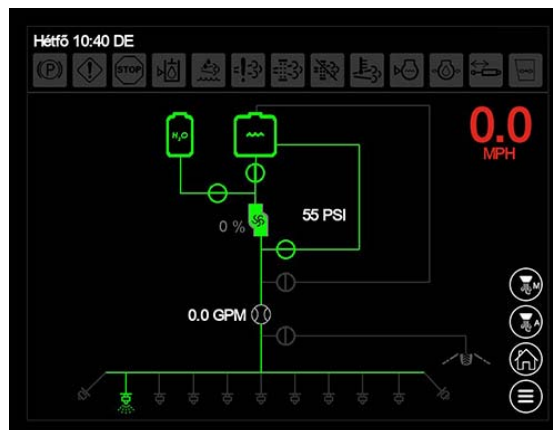 Hétfő 10:40 DE
(P)
STOP
0.0
MPH
H₂O
0 %
55 PSI
0.0 GPM
M
A